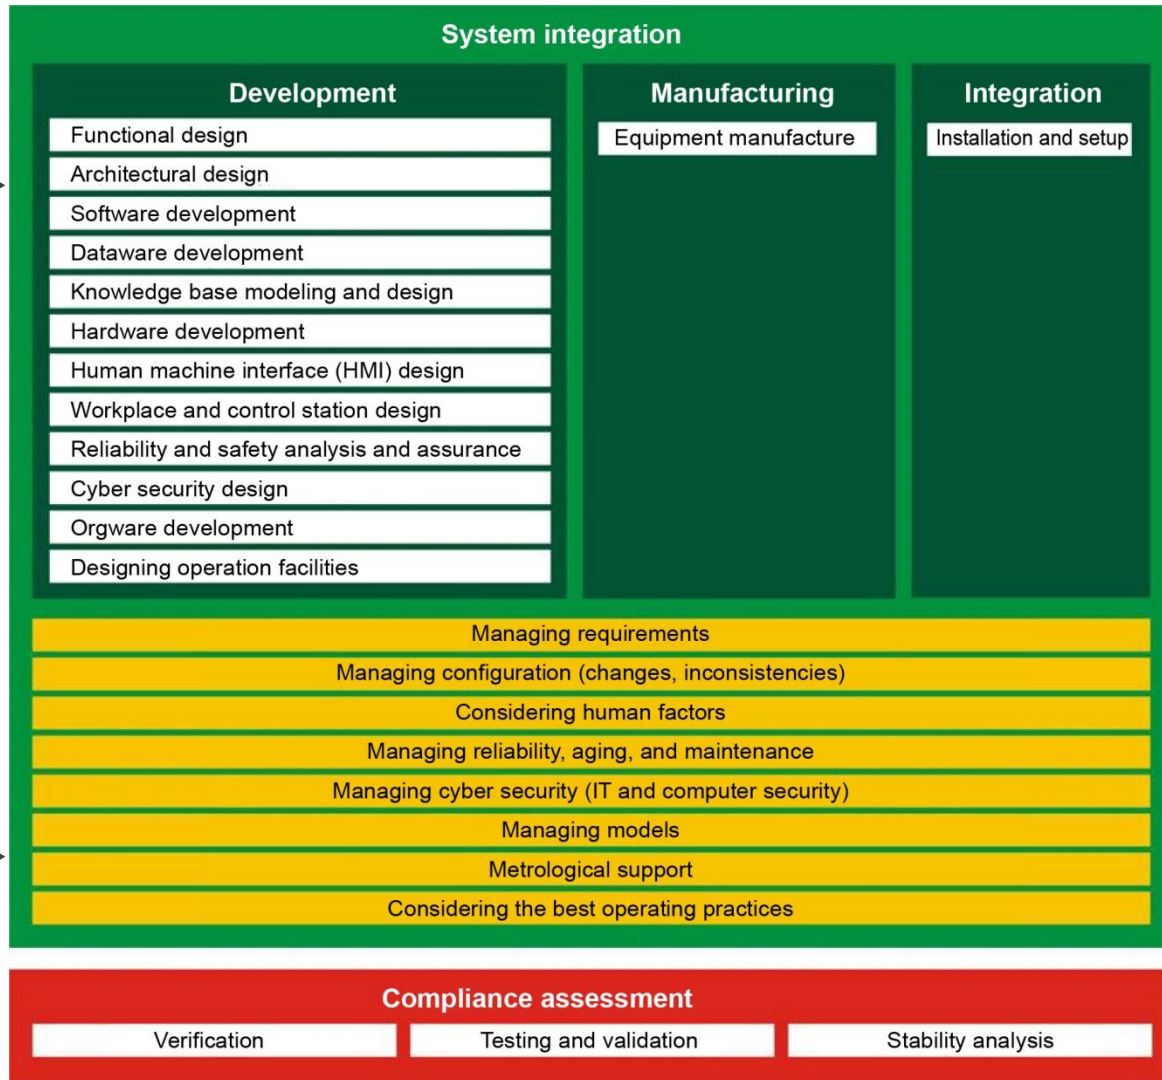 System integration
Development
Functional design
Architectural design
Software development
Dataware development
Knowledge base modeling and design
Hardware development
Human machine interface (HMI) design
Workplace and control station design
Reliability and safety analysis and assurance
Cyber security design
Orgware development
Designing operation facilities
Manufacturing
Equipment manufacture
Integration
Installation and setup
Managing requirements
Managing configuration (changes, inconsistencies)
Considering human factors
Managing reliability, aging, and maintenance
Managing cyber security (IT and computer security)
Managing models
Metrological support
Considering the best operating practices
Compliance assessment
Verification
Testing and validation
Stability analysis